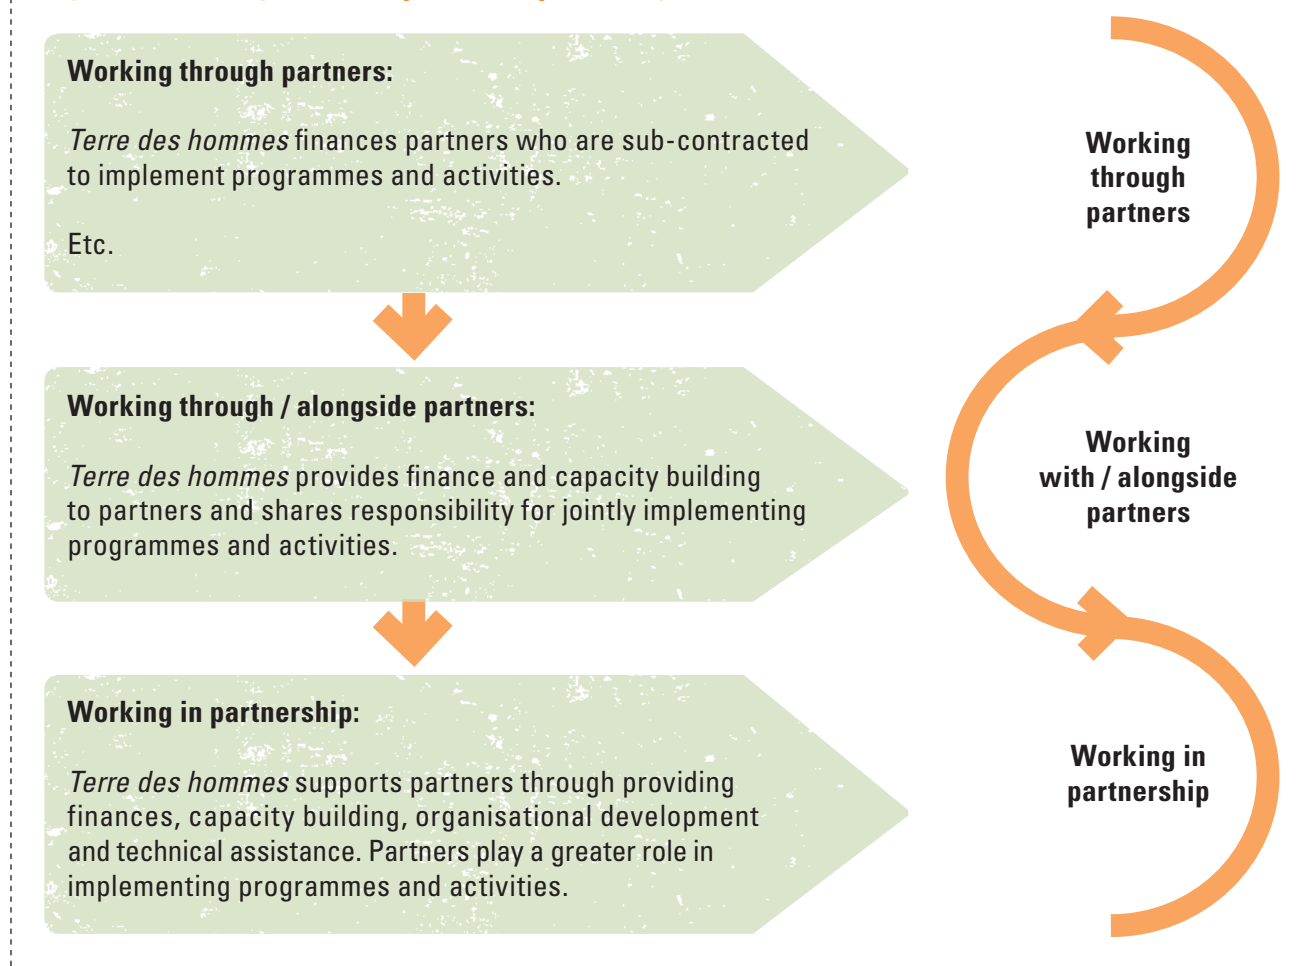 Working through partners:
Terre des hommes finances partners who are sub-contracted
to implement programmes and activities.
Etc.
Working
through
partners
Working through / alongside partners:
Terre des hommes provides finance and capacity building
to partners and shares responsibility for jointly implementing
programmes and activities.
Working
with / alongside
partners
Working in partnership:
Terre des hommes supports partners through providing
finances, capacity building, organisational development
and technical assistance. Partners play a greater role in
implementing programmes and activities.
Working in
partnership